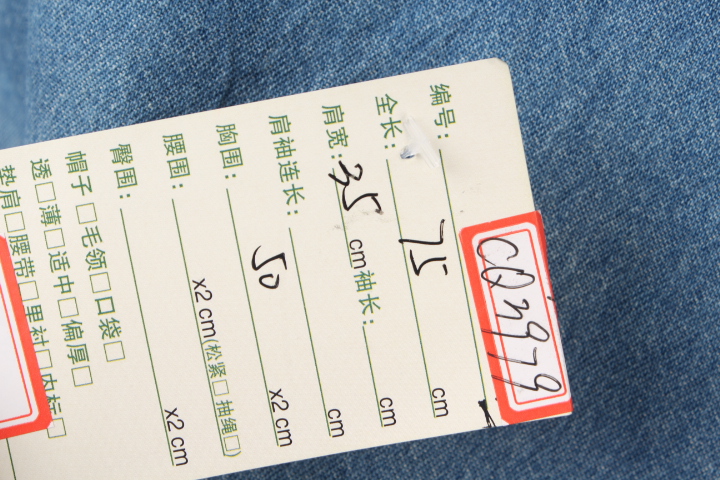 编号: CQ3979
全长: 75 cm
肩宽: 35 cm 袖长: cm
肩袖连长: cm
胸围: 50 x2 cm
腰围: x2 cm(松紧□ 抽绳□)
臀围: x2 cm
帽子□毛领□口袋□
透□薄□适中□偏厚□
垫肩□腰带□里衬□内标□